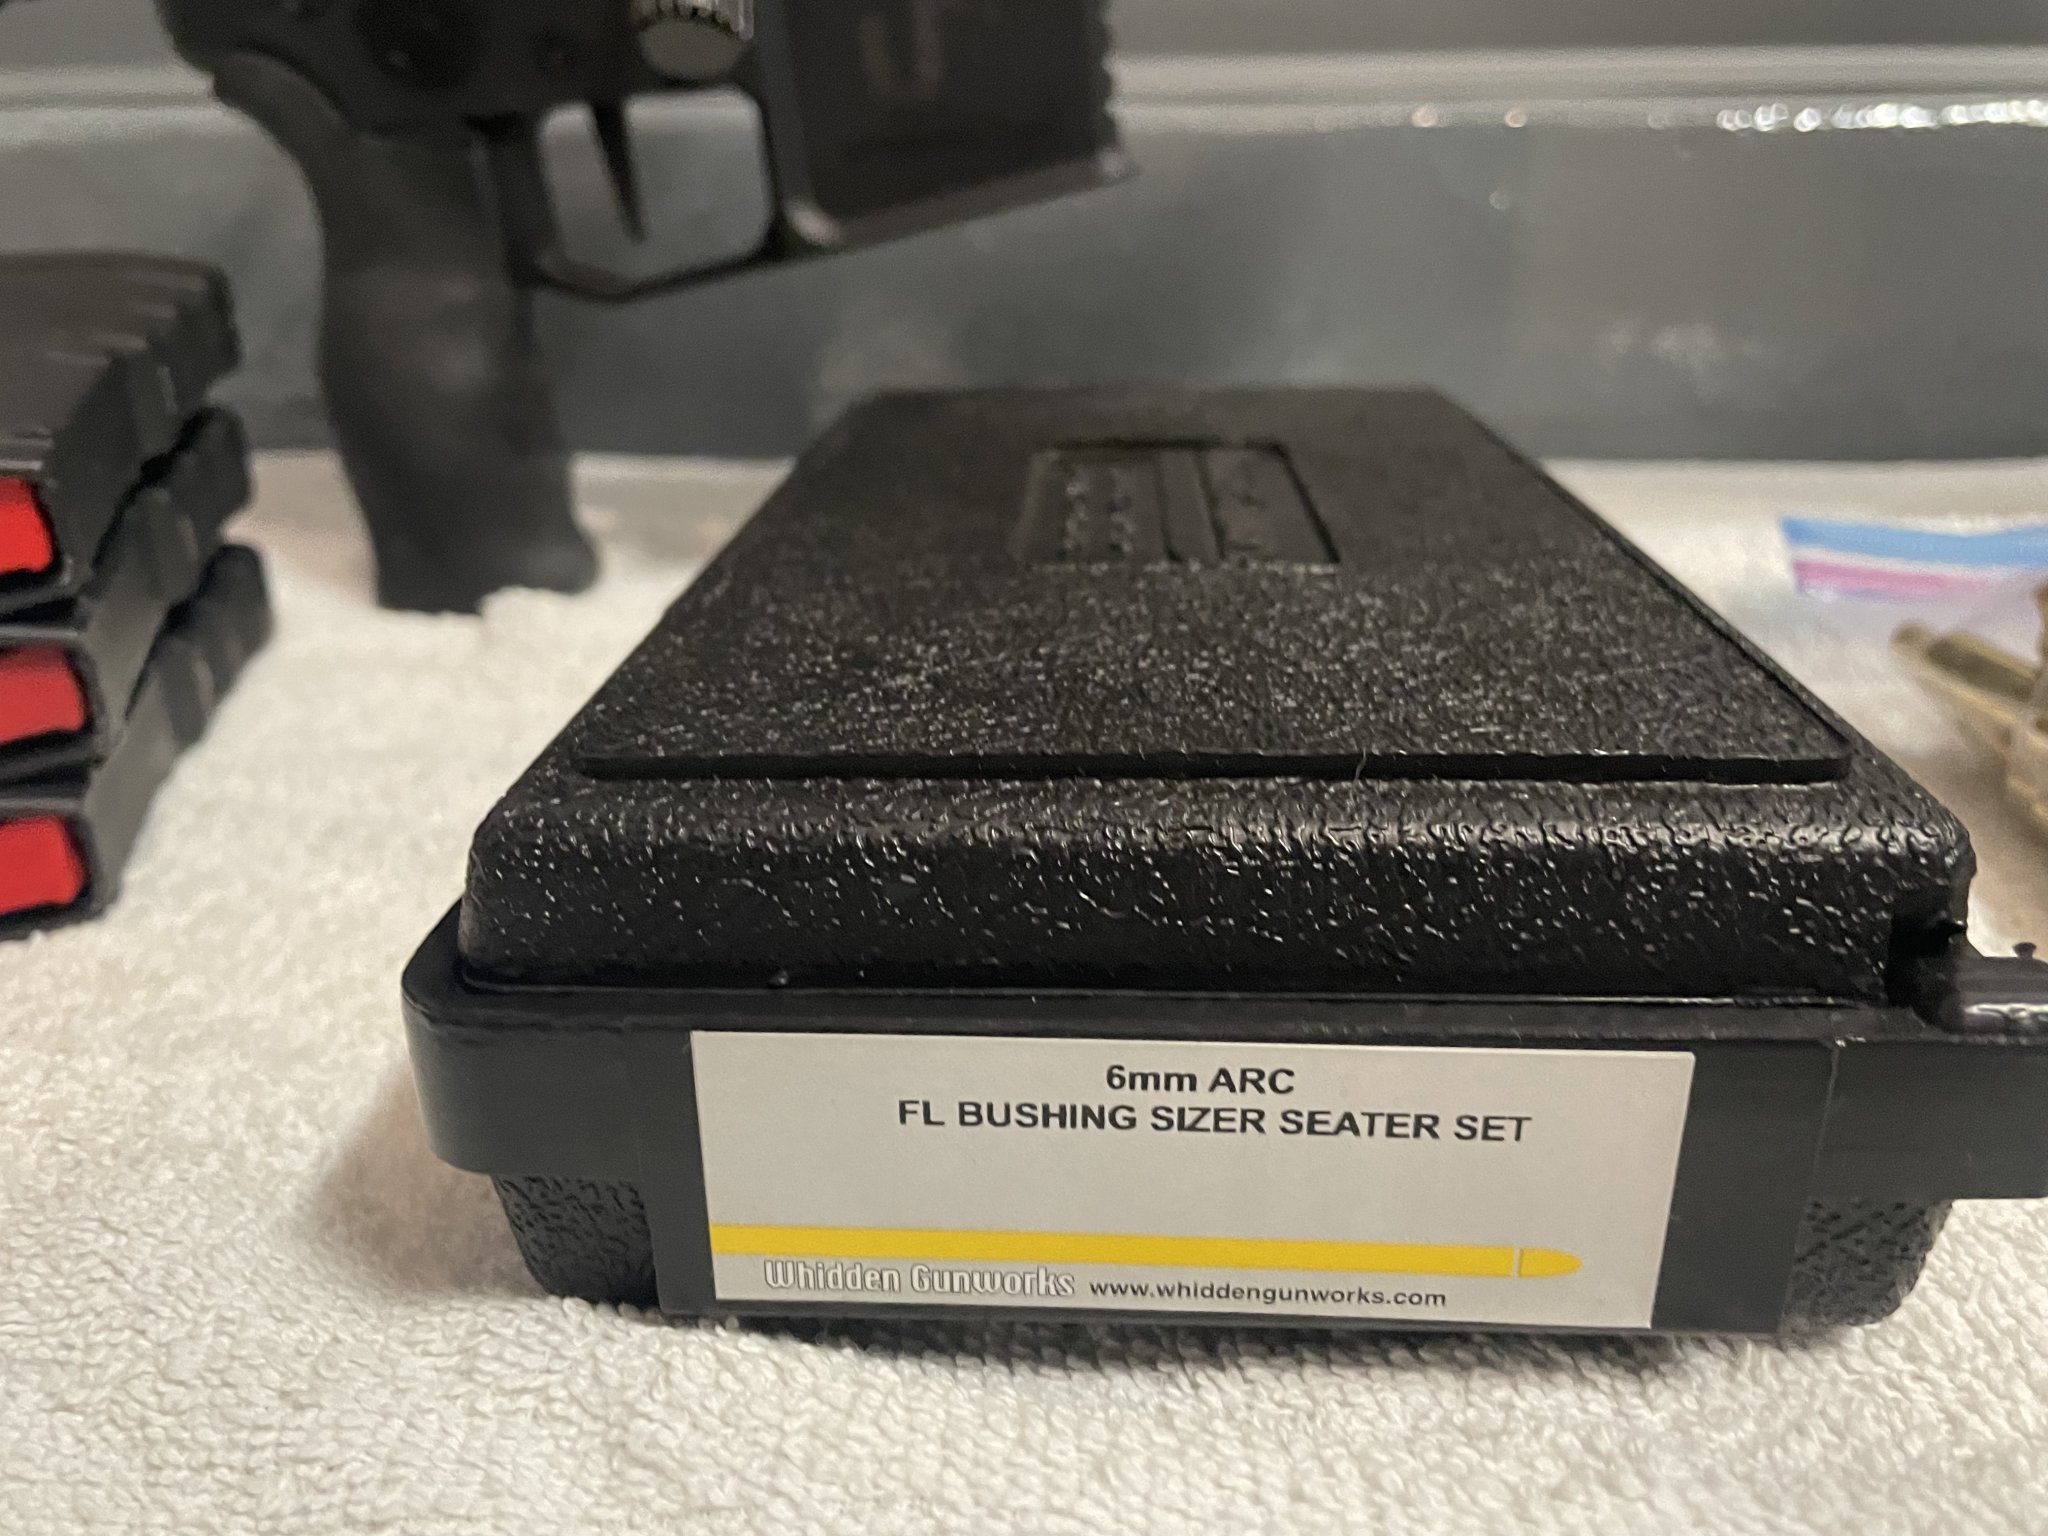 6mm ARC
FL BUSHING SIZER SEATER SET
Whidden Gunworks www.whiddengunworks.com